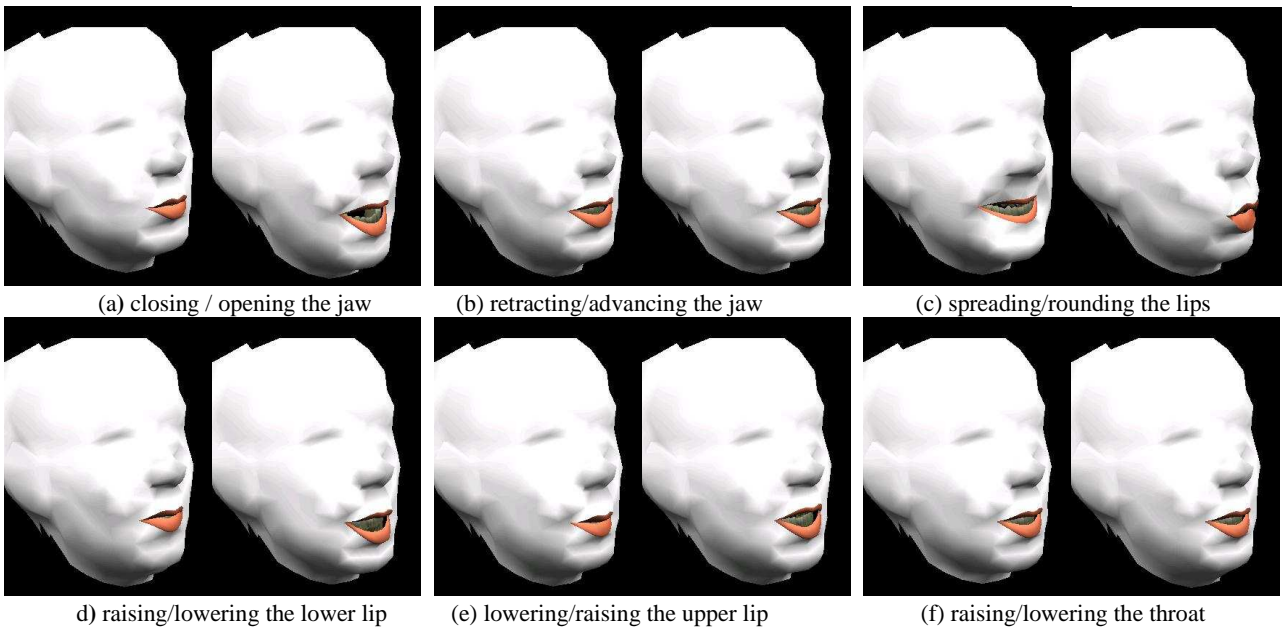 (a) closing / opening the jaw
(b) retracting/advancing the jaw
(c) spreading/rounding the lips
d) raising/lowering the lower lip
(e) lowering/raising the upper lip
(f) raising/lowering the throat